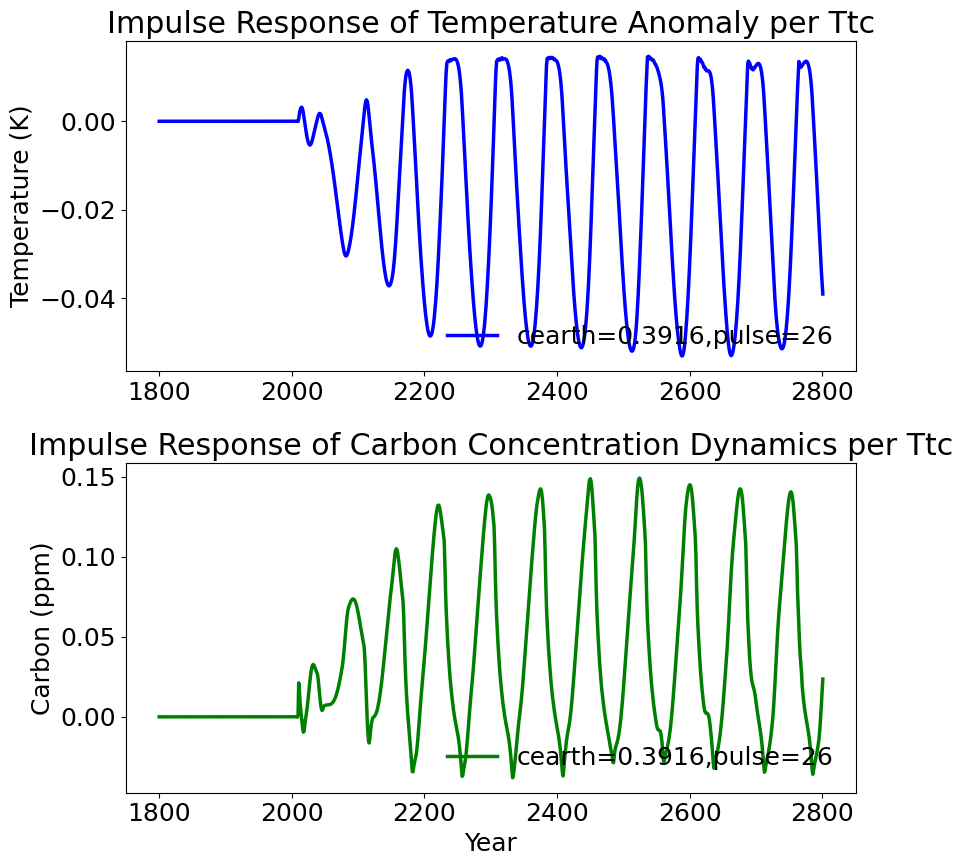 Impulse Response of Temperature Anomaly per Ttc
Temperature (K)
0.00
−0.02
−0.04
cearth=0.3916,pulse=26
1800 2000 2200 2400 2600 2800
Impulse Response of Carbon Concentration Dynamics per Ttc
Carbon (ppm)
0.15
0.10
0.05
0.00
cearth=0.3916,pulse=26
1800 2000 2200 2400 2600 2800
Year